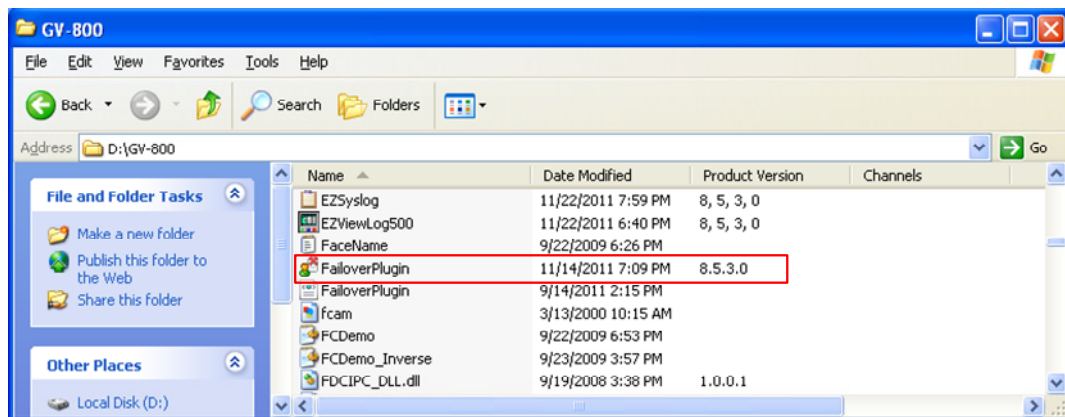 GV-800
File Edit View Favorites Tools Help
Back Search Folders
Address D:\GV-800 Go
File and Folder Tasks
Make a new folder
Publish this folder to
the Web
Share this folder
Other Places
Local Disk (D:)
Name Date Modified Product Version Channels
EZSyslog 11/22/2011 7:59 PM 8, 5, 3, 0
EZViewLog500 11/22/2011 6:40 PM 8, 5, 3, 0
FaceName 9/22/2009 6:26 PM
FailoverPlugin 11/14/2011 7:09 PM 8.5.3.0
FailoverPlugin 9/14/2011 2:15 PM
fcam 3/13/2000 10:15 AM
FCDemo 9/22/2009 6:53 PM
FCDemo_Inverse 9/23/2009 3:57 PM
FDCIPC_DLL.dll 9/19/2008 3:38 PM 1.0.0.1